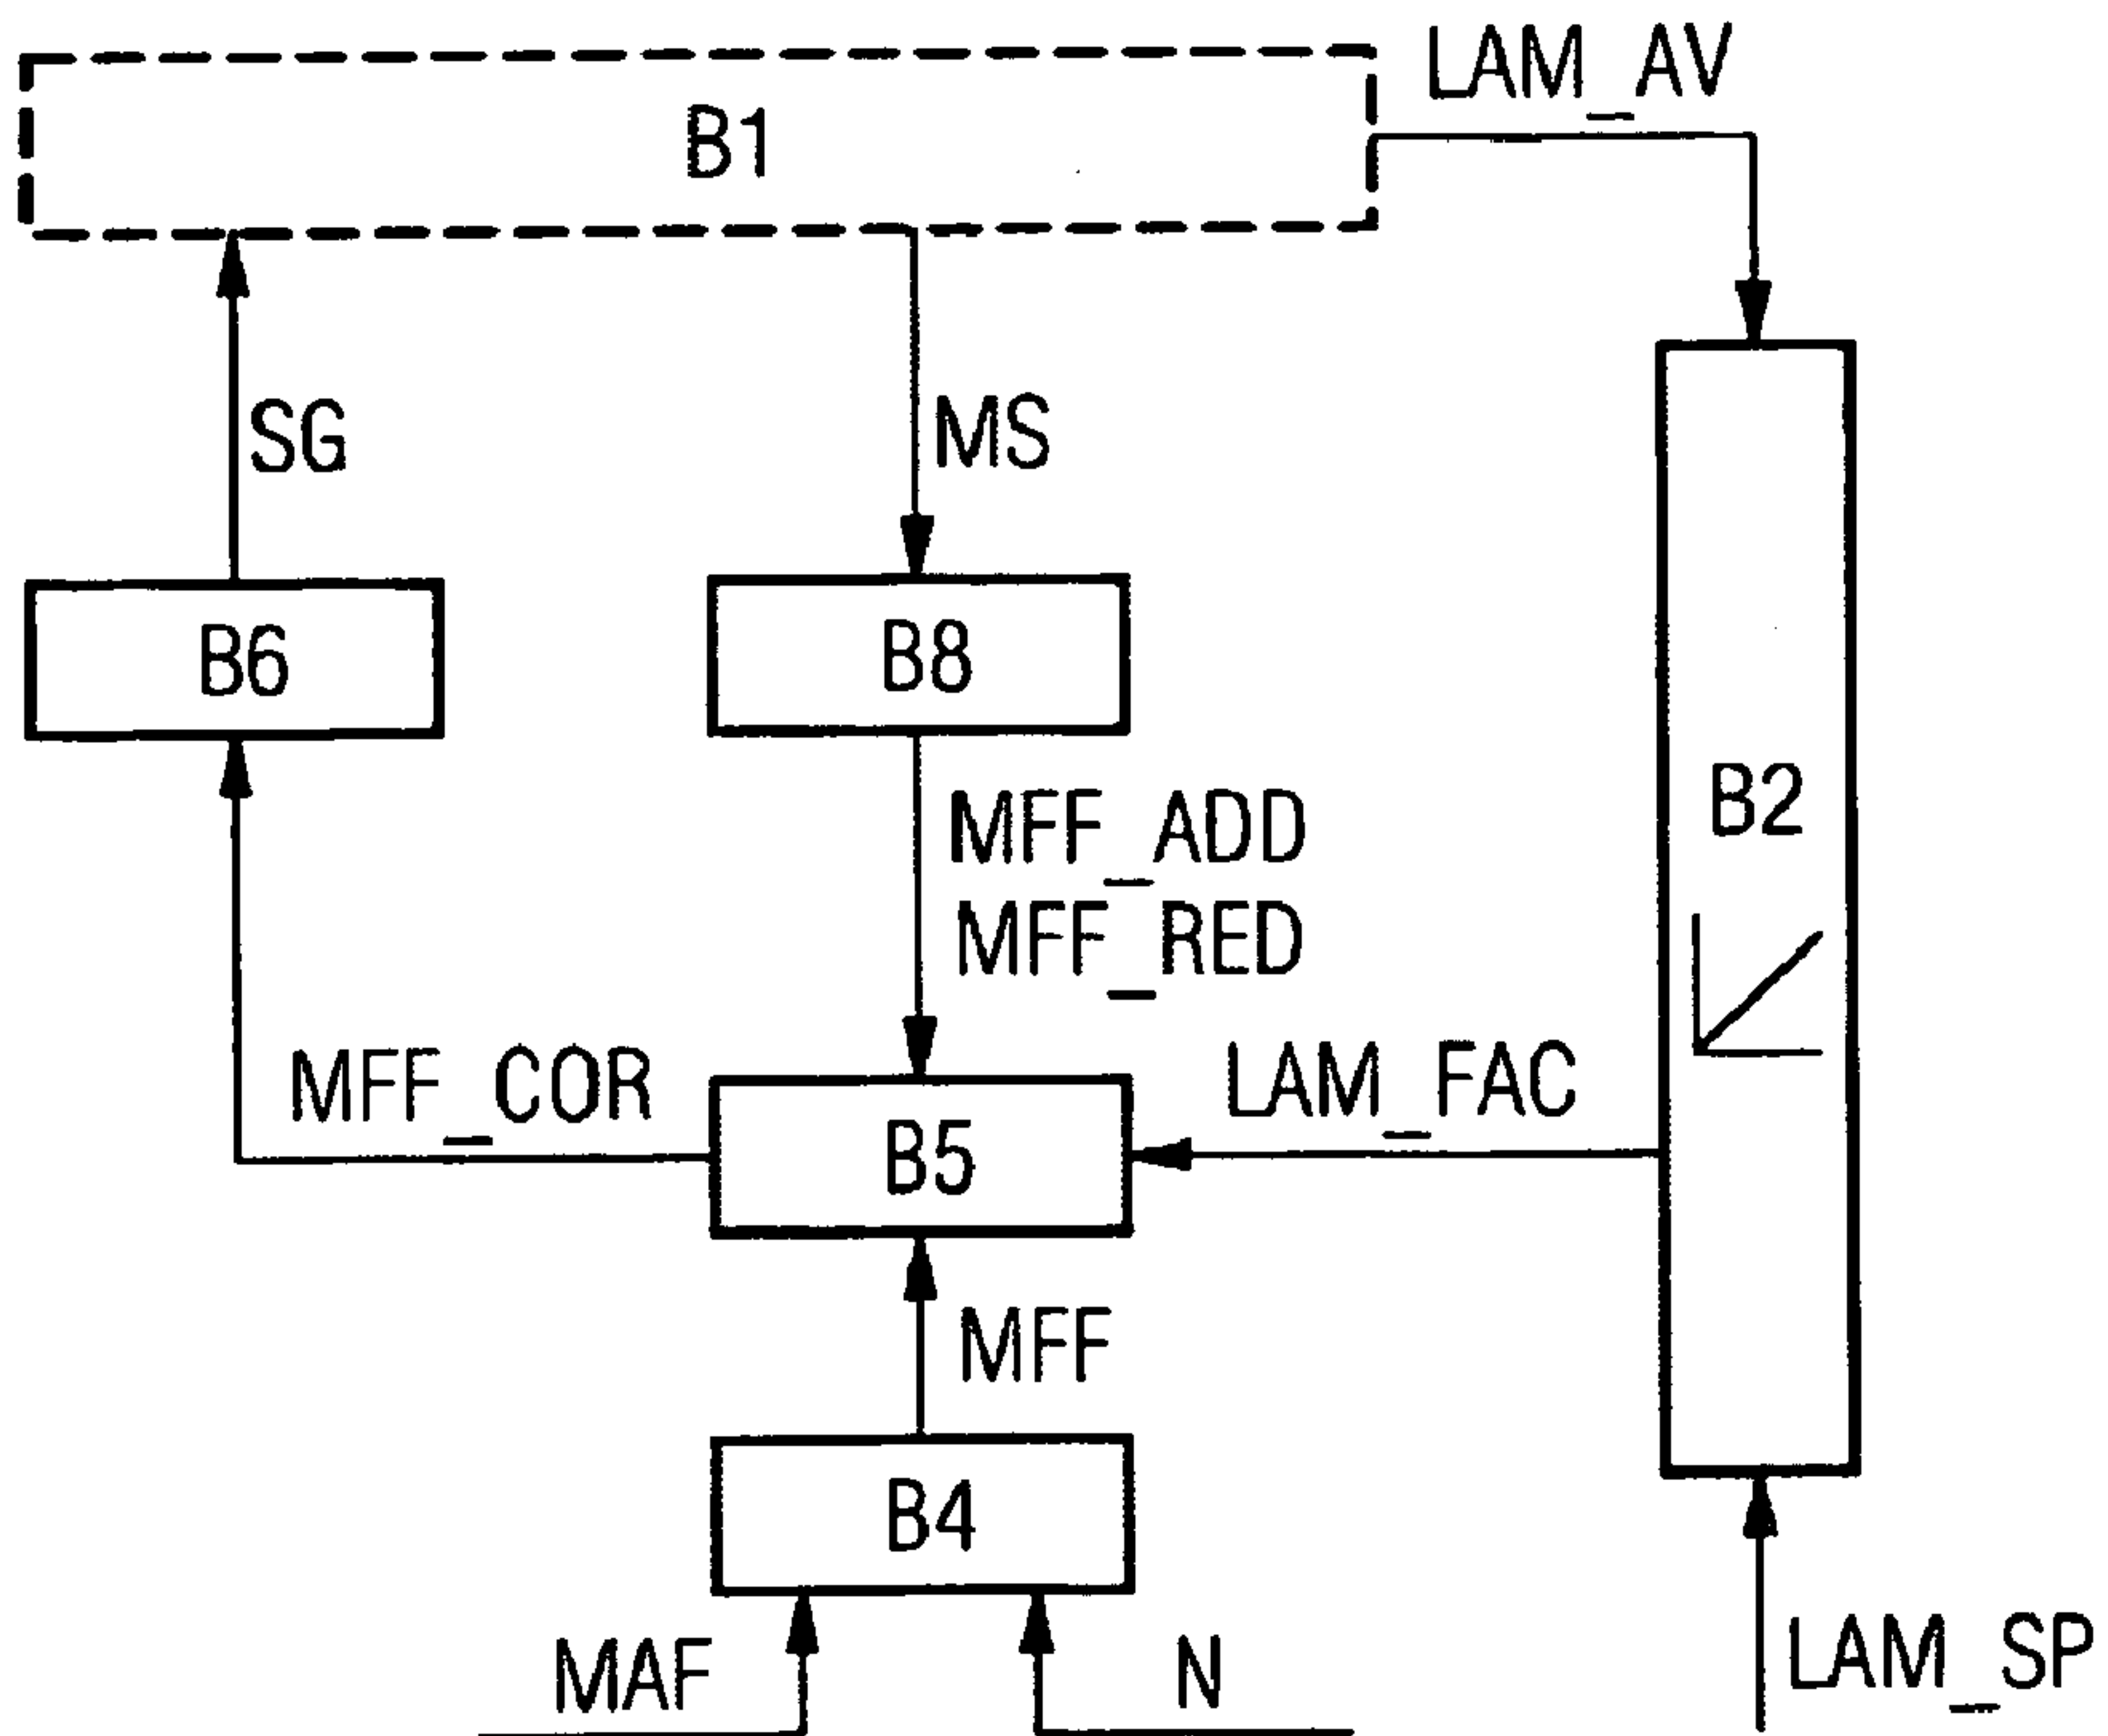 LAM_AV
B1
SG
MS
B6
B8
B2
MFF_ADD
MFF_RED
MFF_COR
LAM_FAC
B5
MFF
B4
MAF
N
LAM_SP